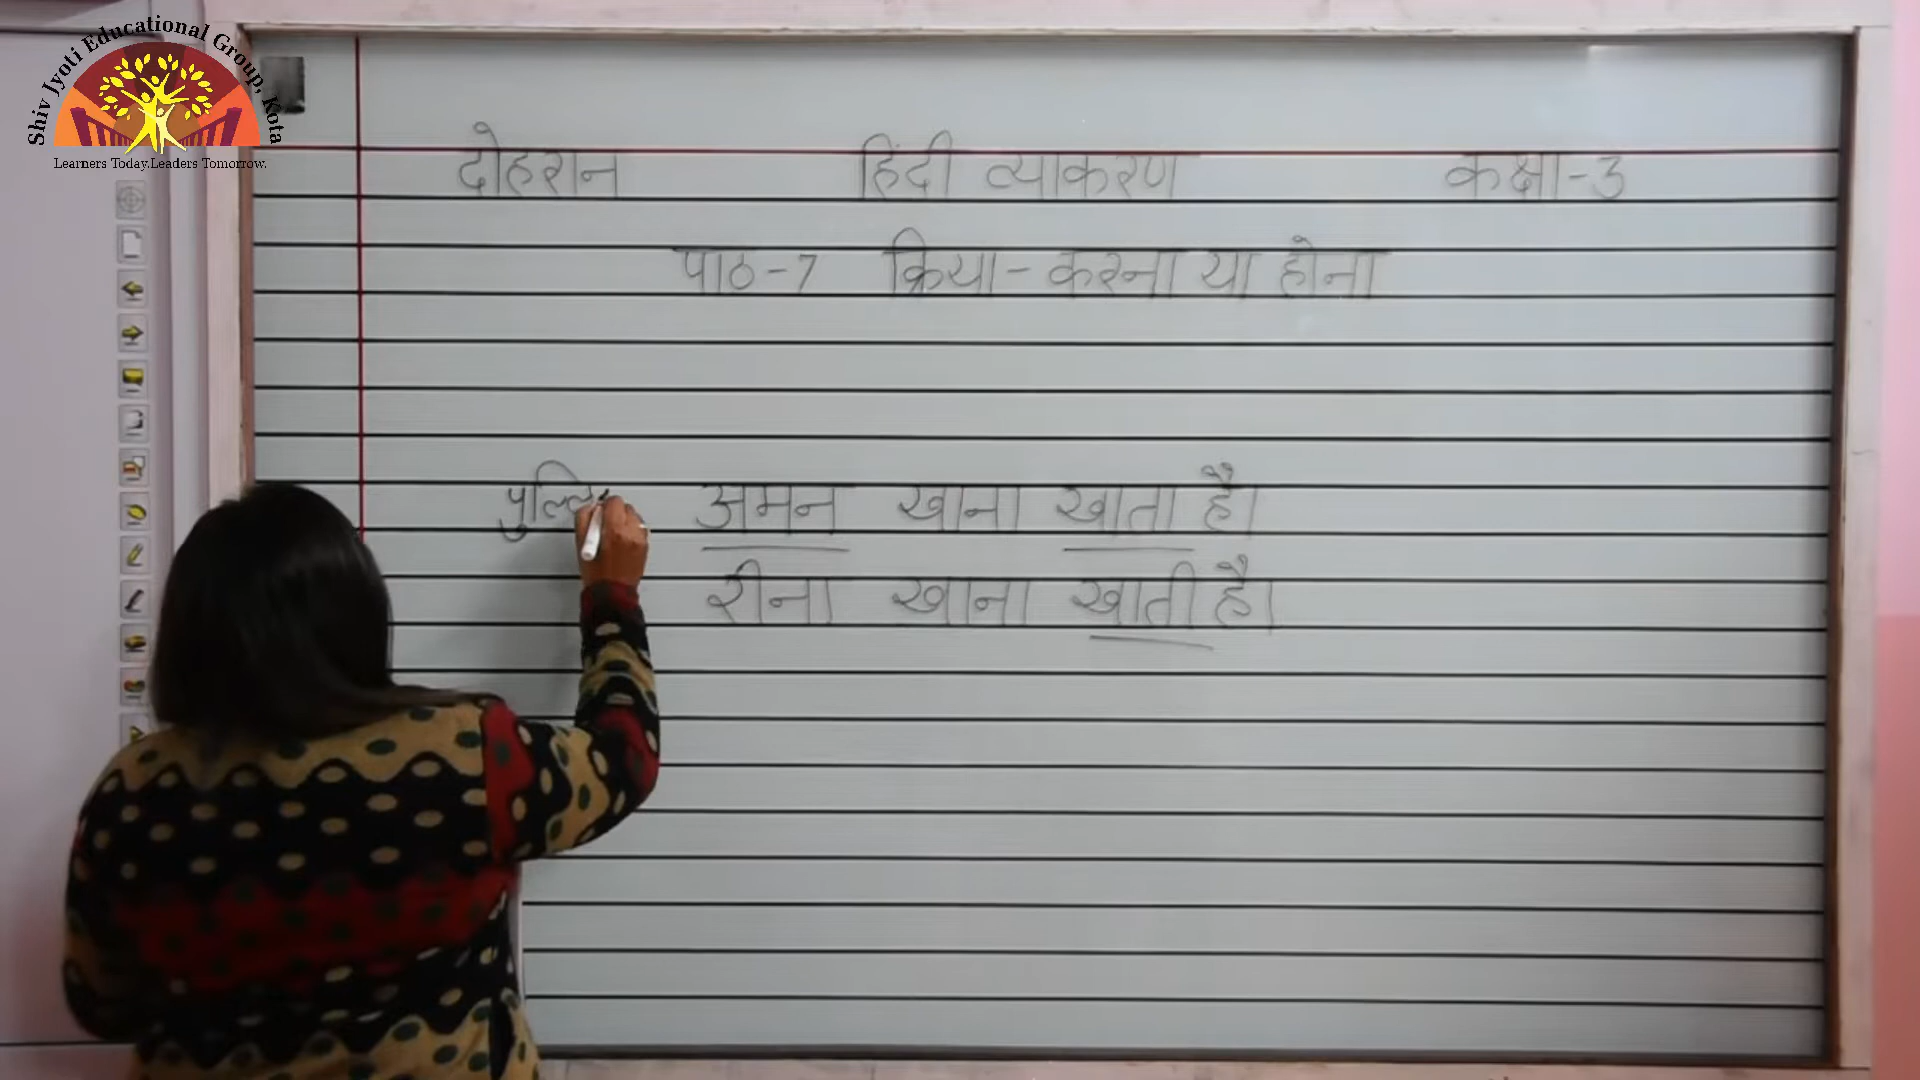 Shiv Jyoti Educational Group, Kota
Learners Today.Leaders Tomorrow.
दोहरान हिंदी व्याकरण कक्षा-3
पाठ-7 क्रिया-करना या होना
अमन खाना खाता है।
रीना खाना खाती है।